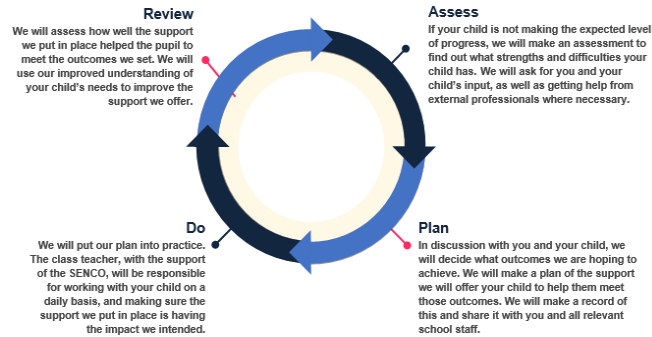 Assess
If your child is not making the expected level
of progress, we will make an assessment to
find out what strengths and difficulties your
child has. We will ask for you and your
child's input, as well as getting help from
external professionals where necessary.
Plan
In discussion with you and your child, we
will decide what outcomes we are hoping to
achieve. We will make a plan of the support
we will offer your child to help them meet
those outcomes. We will make a record of
this and share it with you and all relevant
school staff.
Do
We will put our plan into practice.
The class teacher, with the support
of the SENCO, will be responsible
for working with your child on a
daily basis, and making sure the
support we put in place is having
the impact we intended.
Review
We will assess how well the support
we put in place helped the pupil to
meet the outcomes we set. We will
use our improved understanding of
your child's needs to improve the
support we offer.